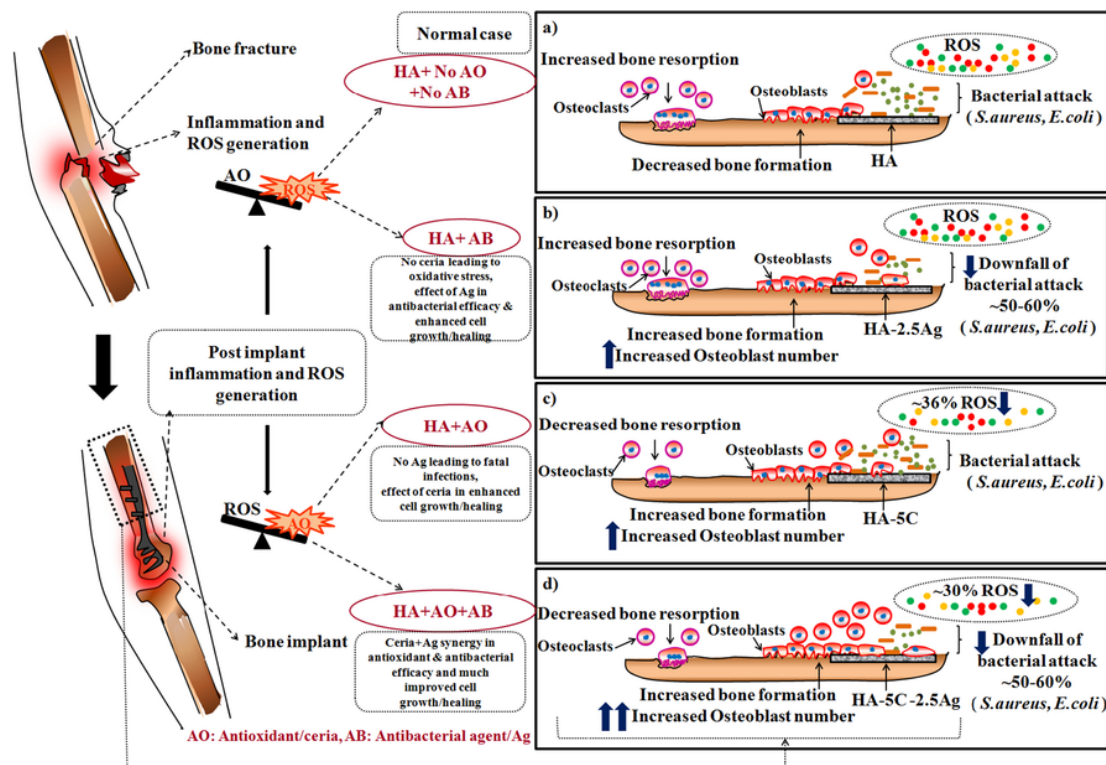 Bone fracture
Inflammation and
ROS generation
AO
ROS
Normal case
HA+ No AO
+No AB
HA+ AB
No ceria leading to
oxidative stress,
effect of Ag in
antibacterial efficacy &
enhanced cell
growth/healing
Post implant
inflammation and ROS
generation
HA+AO
No Ag leading to fatal
infections,
effect of ceria in enhanced
cell growth/healing
ROS
AO
HA+AO+AB
Ceria+Ag synergy in
antioxidant & antibacterial
efficacy and much
improved cell
growth/healing
Bone implant
AO: Antioxidant/ceria, AB: Antibacterial agent/Ag
a)
Increased bone resorption
Osteoclasts
Osteoblasts
ROS
Bacterial attack
(S.aureus, E.coli)
Decreased bone formation
HA
b)
Increased bone resorption
Osteoclasts
Osteoblasts
ROS
Downfall of
bacterial attack
~50-60%
(S.aureus, E.coli)
HA-2.5Ag
Increased bone formation
Increased Osteoblast number
c)
Decreased bone resorption
Osteoclasts
Osteoblasts
~36% ROS
Bacterial attack
(S.aureus, E.coli)
HA-5C
Increased bone formation
Increased Osteoblast number
d)
Decreased bone resorption
Osteoclasts
Osteoblasts
~30% ROS
Downfall of
bacterial attack
~50-60%
(S.aureus, E.coli)
HA-5C-2.5Ag
Increased bone formation
Increased Osteoblast number